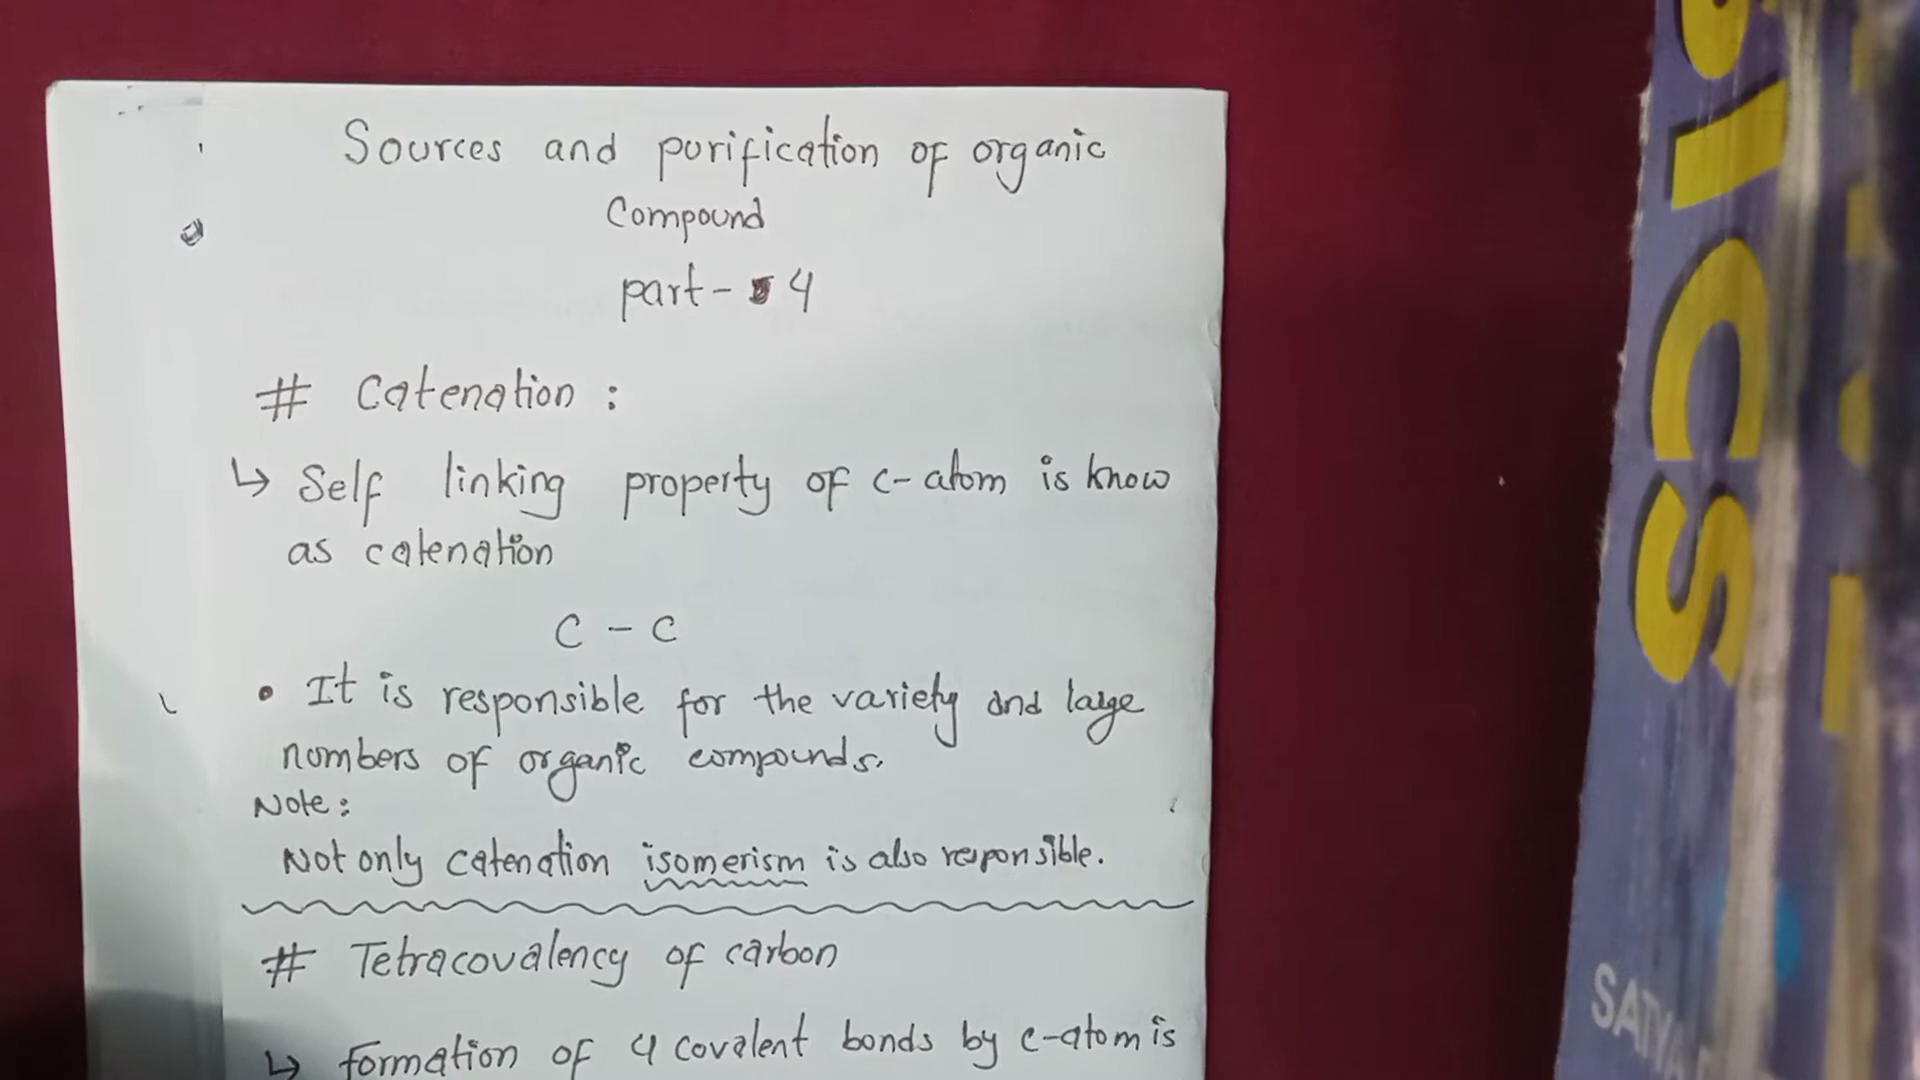 Sources and purification of organic
Compound
part - 4
# Catenation :
↳ Self linking property of c-atom is know
as catenation
C - C
• It is responsible for the variety and large
numbers of organic compounds.
Note :
Not only catenation isomerism is also responsible.
# Tetracovalency of carbon
↳ formation of 4 covalent bonds by c-atom is
SICS